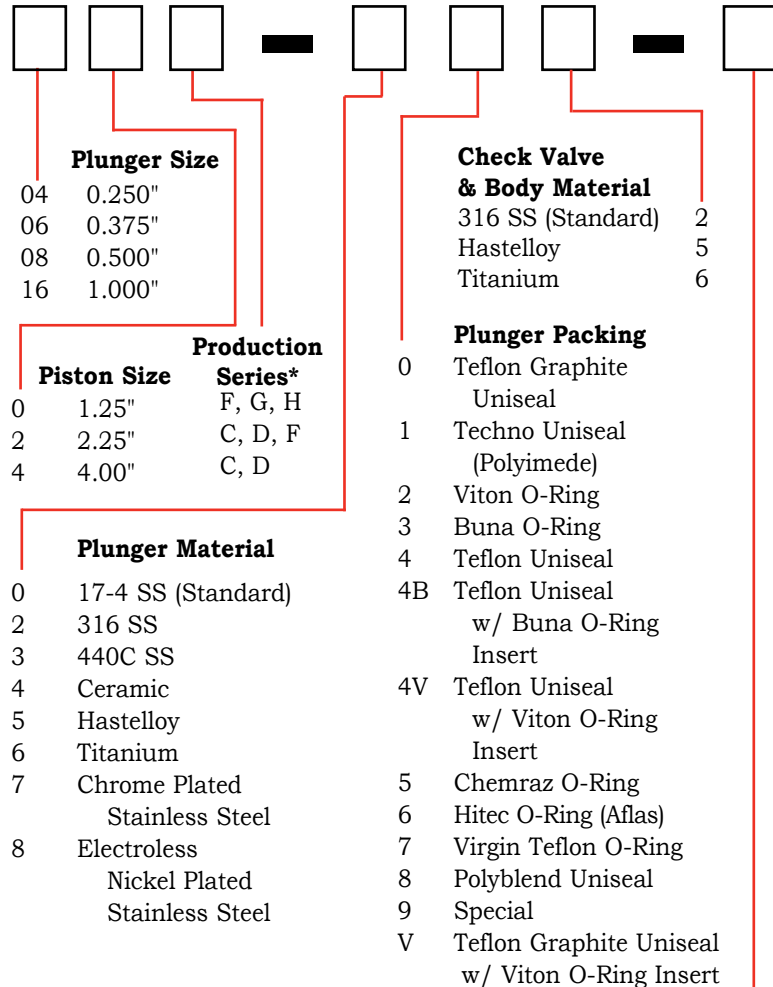 Plunger Size
04 0.250"
06 0.375"
08 0.500"
16 1.000"
Piston Size
0 1.25"
2 2.25"
4 4.00"
Production
Series*
F, G, H
C, D, F
C, D
Plunger Material
0 17-4 SS (Standard)
2 316 SS
3 440C SS
4 Ceramic
5 Hastelloy
6 Titanium
7 Chrome Plated
Stainless Steel
8 Electroless
Nickel Plated
Stainless Steel
Check Valve
& Body Material
316 SS (Standard) 2
Hastelloy 5
Titanium 6
Plunger Packing
0 Teflon Graphite
Uniseal
1 Techno Uniseal
(Polyimede)
2 Viton O-Ring
3 Buna O-Ring
4 Teflon Uniseal
4B Teflon Uniseal
w/ Buna O-Ring
Insert
4V Teflon Uniseal
w/ Viton O-Ring
Insert
5 Chemraz O-Ring
6 Hitec O-Ring (Aflas)
7 Virgin Teflon O-Ring
8 Polyblend Uniseal
9 Special
V Teflon Graphite Uniseal
w/ Viton O-Ring Insert